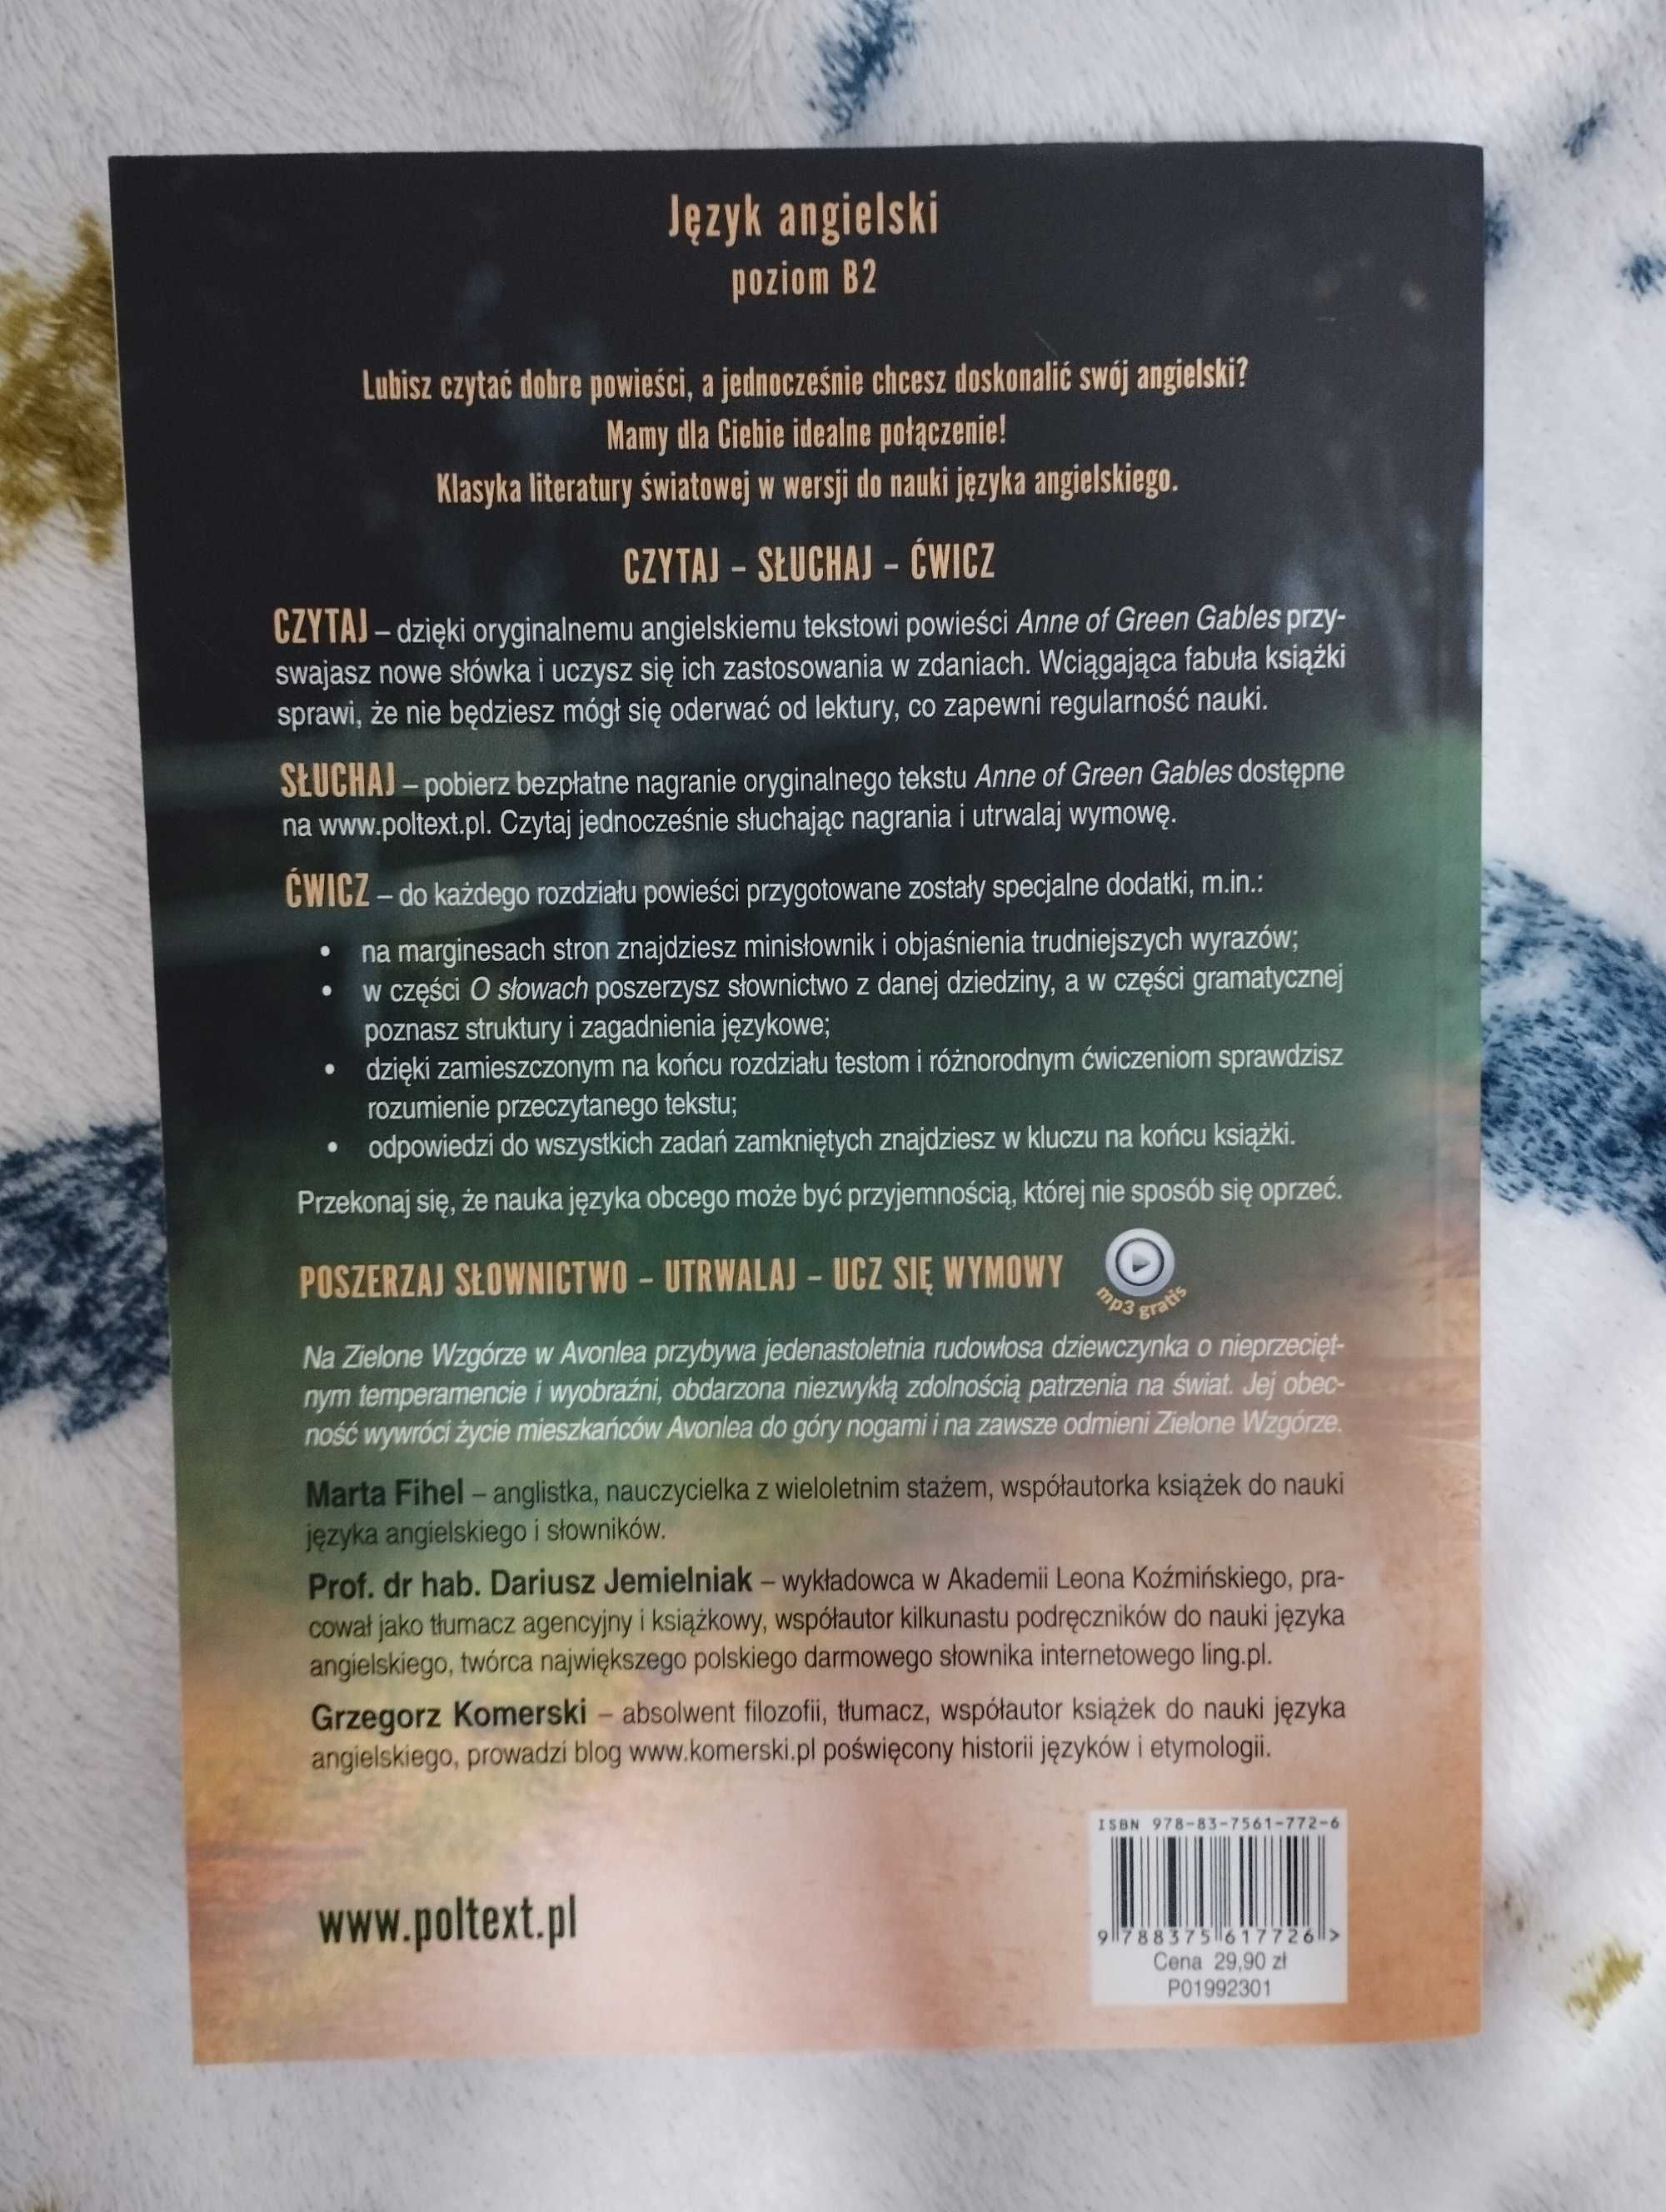 Język angielski
poziom B2
Lubisz czytać dobre powieści, a jednocześnie chcesz doskonalić swój angielski?
Mamy dla Ciebie idealne połączenie!
Klasyka literatury światowej w wersji do nauki języka angielskiego.
CZYTAJ – SŁUCHAJ – ĆWICZ
CZYTAJ – dzięki oryginalnemu angielskiemu tekstowi powieści Anne of Green Gables przy-
swajasz nowe słówka i uczysz się ich zastosowania w zdaniach. Wciągająca fabuła książki
sprawi, że nie będziesz mógł się oderwać od lektury, co zapewni regularność nauki.
SŁUCHAJ – pobierz bezpłatne nagranie oryginalnego tekstu Anne of Green Gables dostępne
na www.poltext.pl. Czytaj jednocześnie słuchając nagrania i utrwalaj wymowę.
ĆWICZ – do każdego rozdziału powieści przygotowane zostały specjalne dodatki, m.in.:
• na marginesach stron znajdziesz minisłownik i objaśnienia trudniejszych wyrazów;
• w części O słowach poszerzysz słownictwo z danej dziedziny, a w części gramatycznej
poznasz struktury i zagadnienia językowe;
• dzięki zamieszczonym na końcu rozdziału testom i różnorodnym ćwiczeniom sprawdzisz
rozumienie przeczytanego tekstu;
• odpowiedzi do wszystkich zadań zamkniętych znajdziesz w kluczu na końcu książki.
Przekonaj się, że nauka języka obcego może być przyjemnością, której nie sposób się oprzeć.
POSZERZAJ SŁOWNICTWO – UTRWALAJ – UCZ SIĘ WYMOWY
mp3 gratis
Na Zielone Wzgórze w Avonlea przybywa jedenastoletnia rudowłosa dziewczynka o nieprzecięt-
nym temperamencie i wyobraźni, obdarzona niezwykłą zdolnością patrzenia na świat. Jej obec-
ność wywróci życie mieszkańców Avonlea do góry nogami i na zawsze odmieni Zielone Wzgórze.
Marta Fihel – anglistka, nauczycielka z wieloletnim stażem, współautorka książek do nauki
języka angielskiego i słowników.
Prof. dr hab. Dariusz Jemielniak – wykładowca w Akademii Leona Koźmińskiego, pra-
cował jako tłumacz agencyjny i książkowy, współautor kilkunastu podręczników do nauki języka
angielskiego, twórca największego polskiego darmowego słownika internetowego ling.pl.
Grzegorz Komerski – absolwent filozofii, tłumacz, współautor książek do nauki języka
angielskiego, prowadzi blog www.komerski.pl poświęcony historii języków i etymologii.
ISBN 978-83-7561-772-6
9 788375 617726 >
Cena 29,90 zł
P01992301
www.poltext.pl